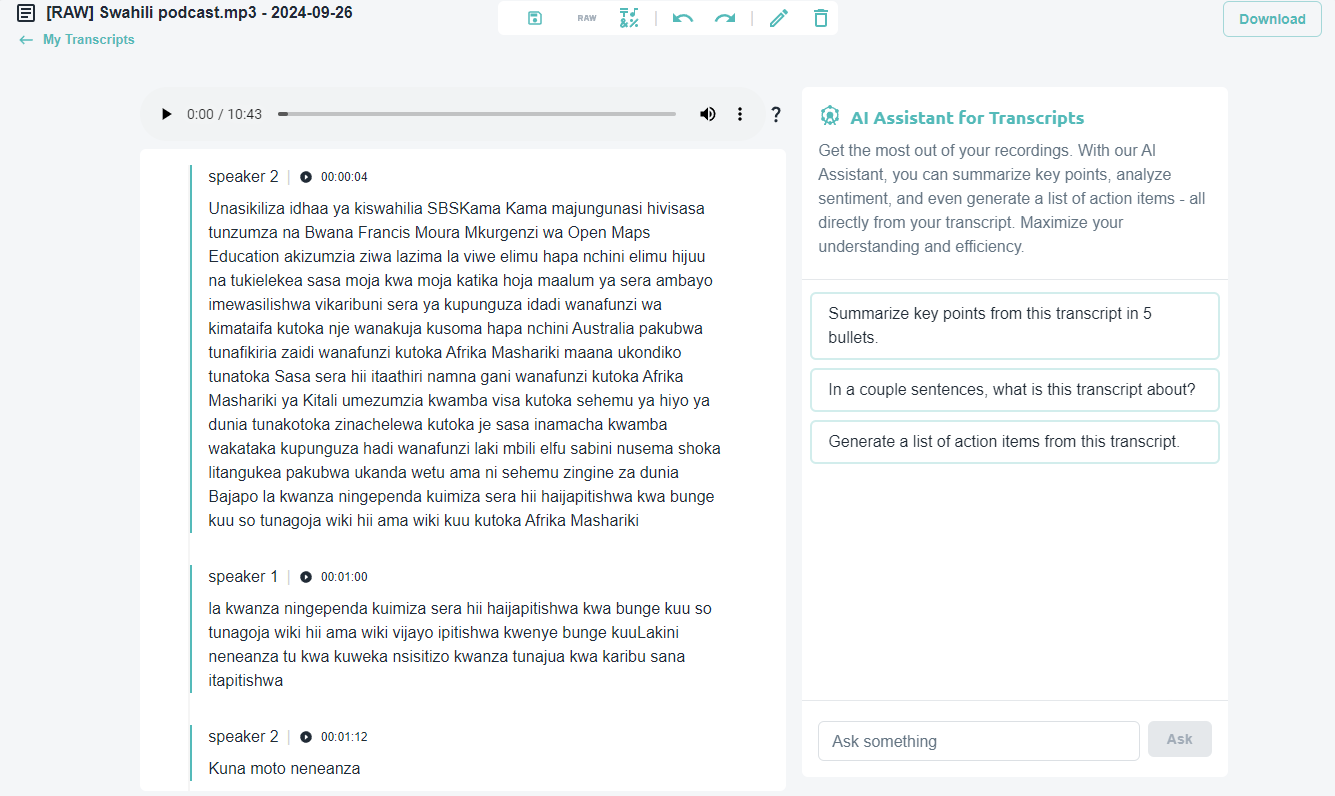 [RAW] Swahili podcast.mp3 - 2024-09-26
← My Transcripts
RAW
Download
0:00 / 10:43
?
speaker 2 | 00:00:04
Unasikiliza idhaa ya kiswahilia SBSKama Kama majungunasi hivisasa
tunzumza na Bwana Francis Moura Mkurgenzi wa Open Maps
Education akizumzia ziwa lazima la viwe elimu hapa nchini elimu hijuu
na tukielekea sasa moja kwa moja katika hoja maalum ya sera ambayo
imewasilishwa vikaribuni sera ya kupunguza idadi wanafunzi wa
kimataifa kutoka nje wanakuja kusoma hapa nchini Australia pakubwa
tunafikiria zaidi wanafunzi kutoka Afrika Mashariki maana ukondiko
tunatoka Sasa sera hii itaathiri namna gani wanafunzi kutoka Afrika
Mashariki ya Kitali umezumzia kwamba visa kutoka sehemu ya hiyo ya
dunia tunakotoka zinachelewa kutoka je sasa inamacha kwamba
wakataka kupunguza hadi wanafunzi laki mbili elfu sabini nusema shoka
litangukea pakubwa ukanda wetu ama ni sehemu zingine za dunia
Bajapo la kwanza ningependa kuimiza sera hii haijapitishwa kwa bunge
kuu so tunagoja wiki hii ama wiki kuu kutoka Afrika Mashariki
speaker 1 | 00:01:00
la kwanza ningependa kuimiza sera hii haijapitishwa kwa bunge kuu so
tunagoja wiki hii ama wiki vijayo ipitishwa kwenye bunge kuuLakini
neneanza tu kwa kuweka nsisitizo kwanza tunajua kwa karibu sana
itapitishwa
speaker 2 | 00:01:12
Kuna moto neneanza
AI Assistant for Transcripts
Get the most out of your recordings. With our AI
Assistant, you can summarize key points, analyze
sentiment, and even generate a list of action items - all
directly from your transcript. Maximize your
understanding and efficiency.
Summarize key points from this transcript in 5
bullets.
In a couple sentences, what is this transcript about?
Generate a list of action items from this transcript.
Ask something
Ask